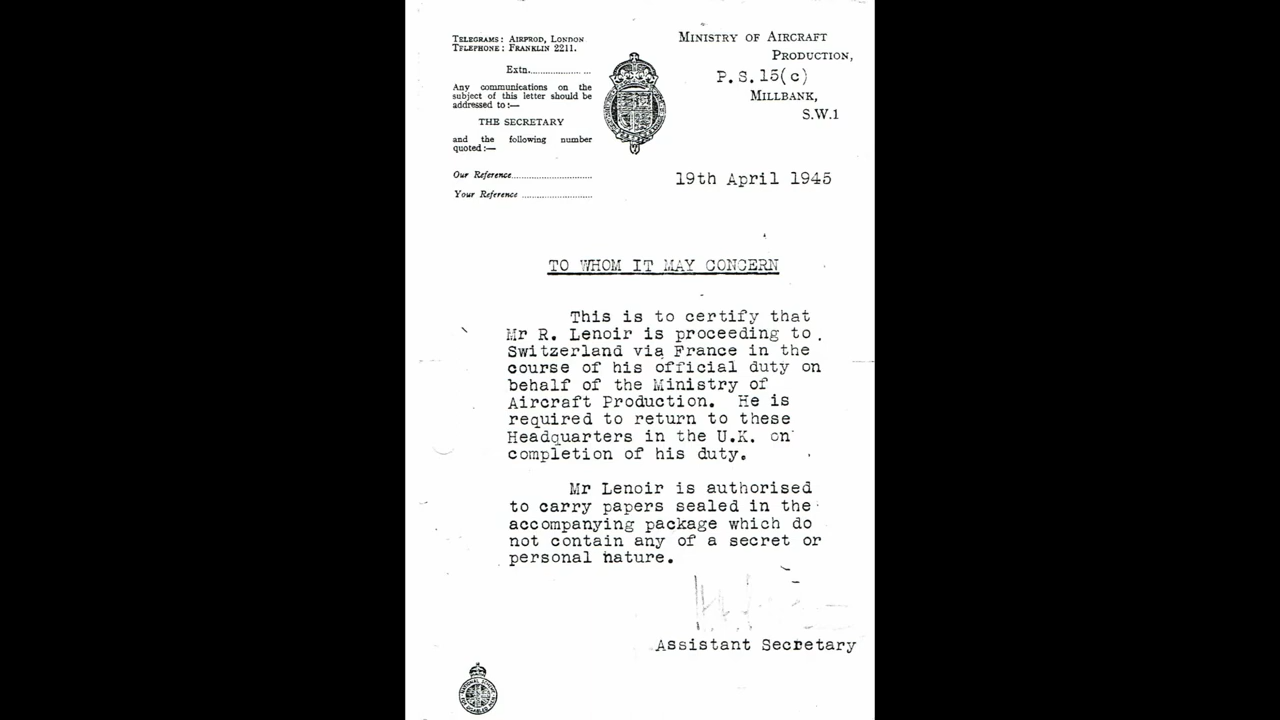 TELEGRAMS: AIRPROD, LONDON
TELEPHONE: FRANKLIN 2211.
Extn..................... ...
Any communications on the
subject of this letter should be
addressed to:—
THE SECRETARY
and the following number
quoted:—
Our Reference..............................
Your Reference ..........................
MINISTRY OF AIRCRAFT
PRODUCTION,
P.S.15(c)
MILLBANK,
S.W.1
19th April 1945
TO WHOM IT MAY CONCERN
This is to certify that
Mr R. Lenoir is proceeding to
Switzerland via France in the
course of his official duty on
behalf of the Ministry of
Aircraft Production. He is
required to return to these
Headquarters in the U.K. on
completion of his duty.
Mr Lenoir is authorised
to carry papers sealed in the
accompanying package which do
not contain any of a secret or
personal nature.
Assistant Secretary